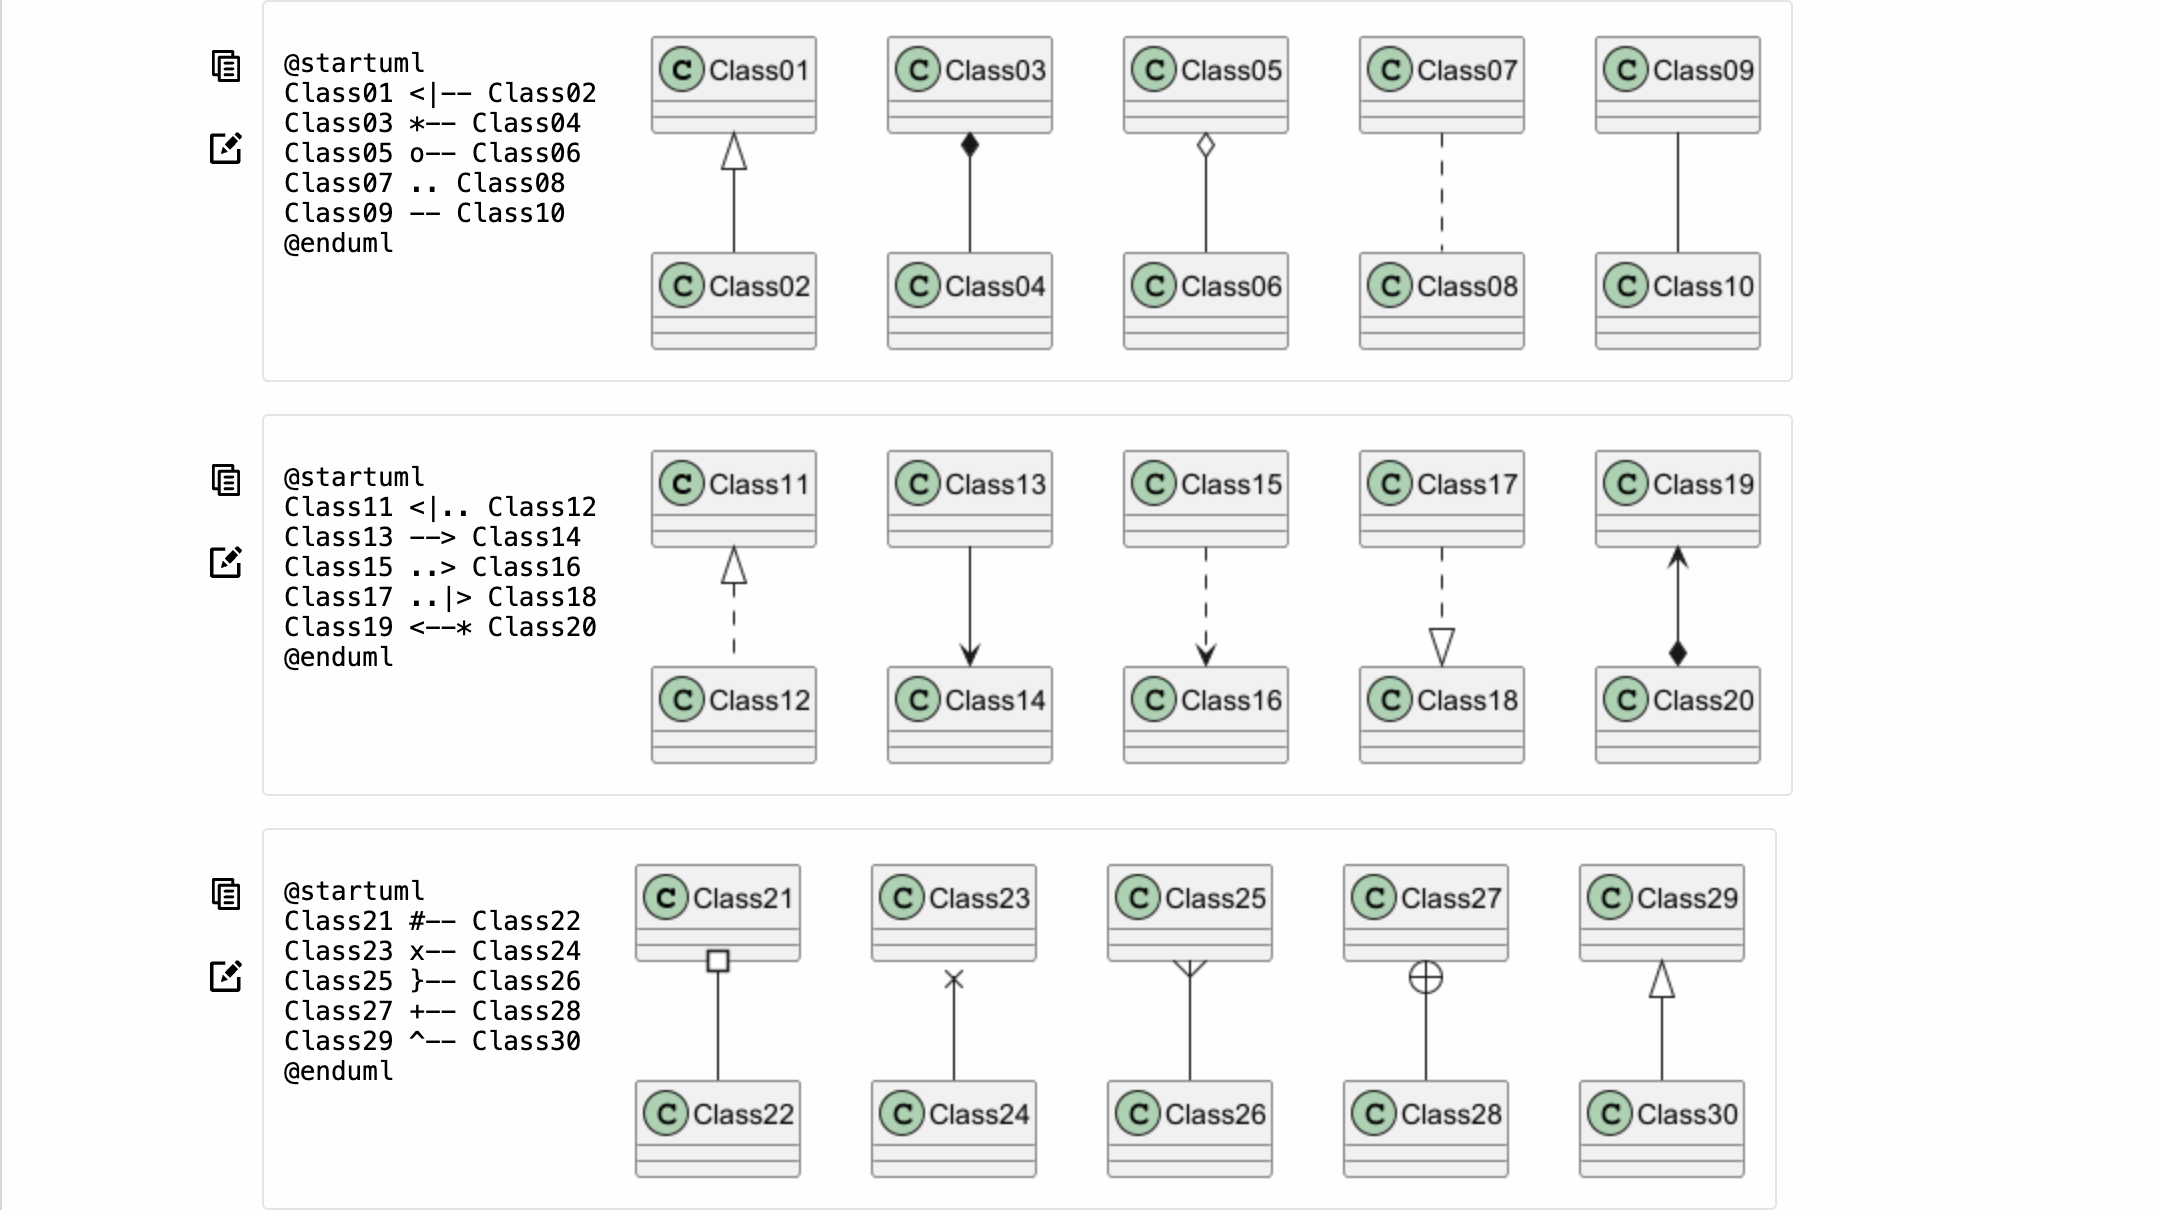 @startuml
Class01 <|-- Class02
Class03 *-- Class04
Class05 o-- Class06
Class07 .. Class08
Class09 -- Class10
@enduml
C Class01
C Class03
C Class05
C Class07
C Class09
C Class02
C Class04
C Class06
C Class08
C Class10
@startuml
Class11 <|.. Class12
Class13 --> Class14
Class15 ..> Class16
Class17 ..|> Class18
Class19 <--* Class20
@enduml
C Class11
C Class13
C Class15
C Class17
C Class19
C Class12
C Class14
C Class16
C Class18
C Class20
@startuml
Class21 #-- Class22
Class23 x-- Class24
Class25 }-- Class26
Class27 +-- Class28
Class29 ^-- Class30
@enduml
C Class21
C Class23
C Class25
C Class27
C Class29
C Class22
C Class24
C Class26
C Class28
C Class30